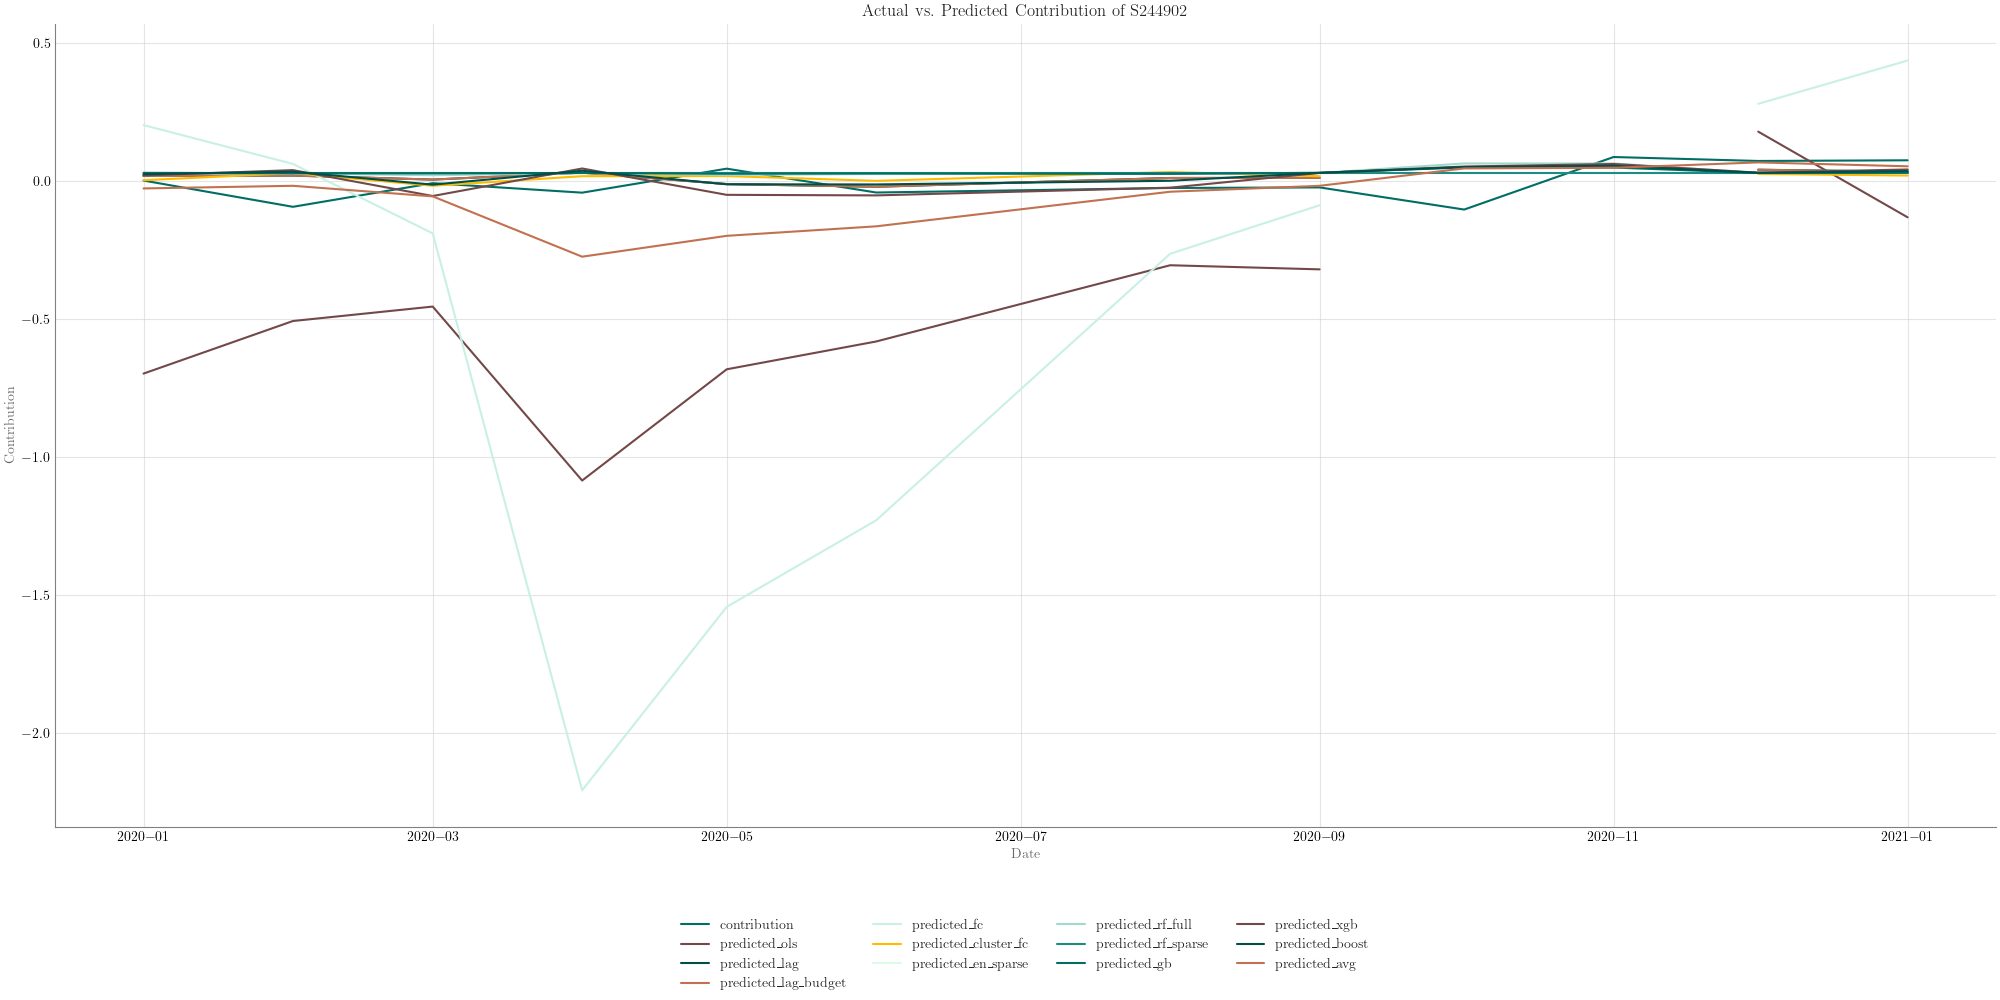 Actual vs. Predicted Contribution of S244902
0.5
0.0
−0.5
−1.0
−1.5
−2.0
Contribution
2020−01 2020−03 2020−05 2020−07 2020−09 2020−11 2021−01
Date
contribution predicted_fc predicted_rf_full predicted_xgb
predicted_ols predicted_cluster_fc predicted_rf_sparse predicted_boost
predicted_lag predicted_en_sparse predicted_gb predicted_avg
predicted_lag_budget